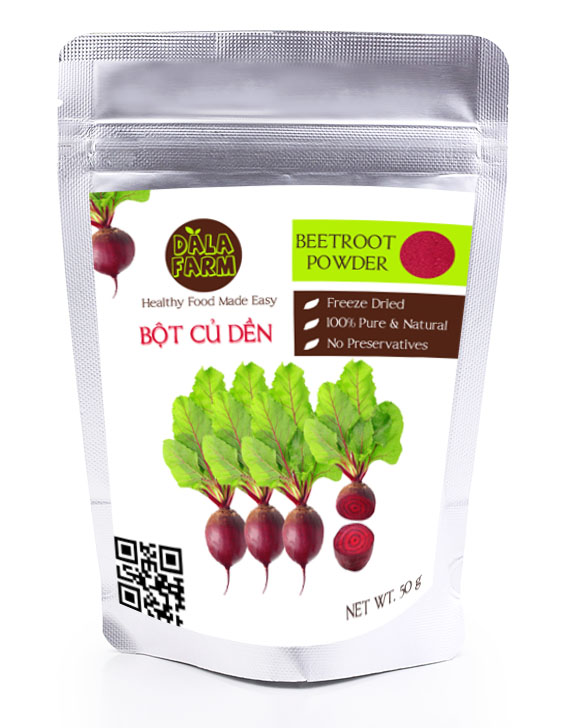 DALA
FARM
Healthy Food Made Easy
BỘT CỦ DỀN
BEETROOT
POWDER
Freeze Dried
100% Pure & Natural
No Preservatives
NET WT. 50 g